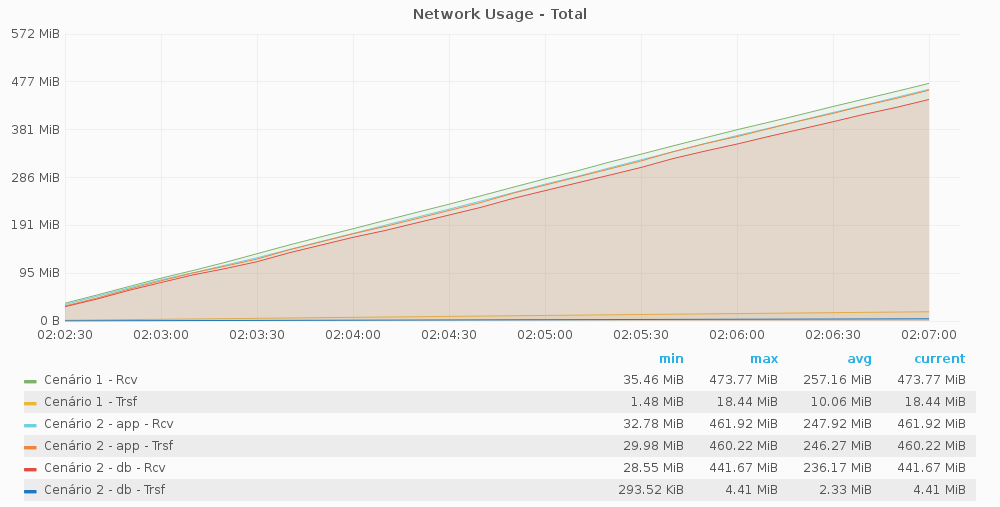 Network Usage - Total
572 MiB
477 MiB
381 MiB
286 MiB
191 MiB
95 MiB
0 B
02:02:30 02:03:00 02:03:30 02:04:00 02:04:30 02:05:00 02:05:30 02:06:00 02:06:30 02:07:00
min max avg current
Cenário 1 - Rcv 35.46 MiB 473.77 MiB 257.16 MiB 473.77 MiB
Cenário 1 - Trsf 1.48 MiB 18.44 MiB 10.06 MiB 18.44 MiB
Cenário 2 - app - Rcv 32.78 MiB 461.92 MiB 247.92 MiB 461.92 MiB
Cenário 2 - app - Trsf 29.98 MiB 460.22 MiB 246.27 MiB 460.22 MiB
Cenário 2 - db - Rcv 28.55 MiB 441.67 MiB 236.17 MiB 441.67 MiB
Cenário 2 - db - Trsf 293.52 KiB 4.41 MiB 2.33 MiB 4.41 MiB